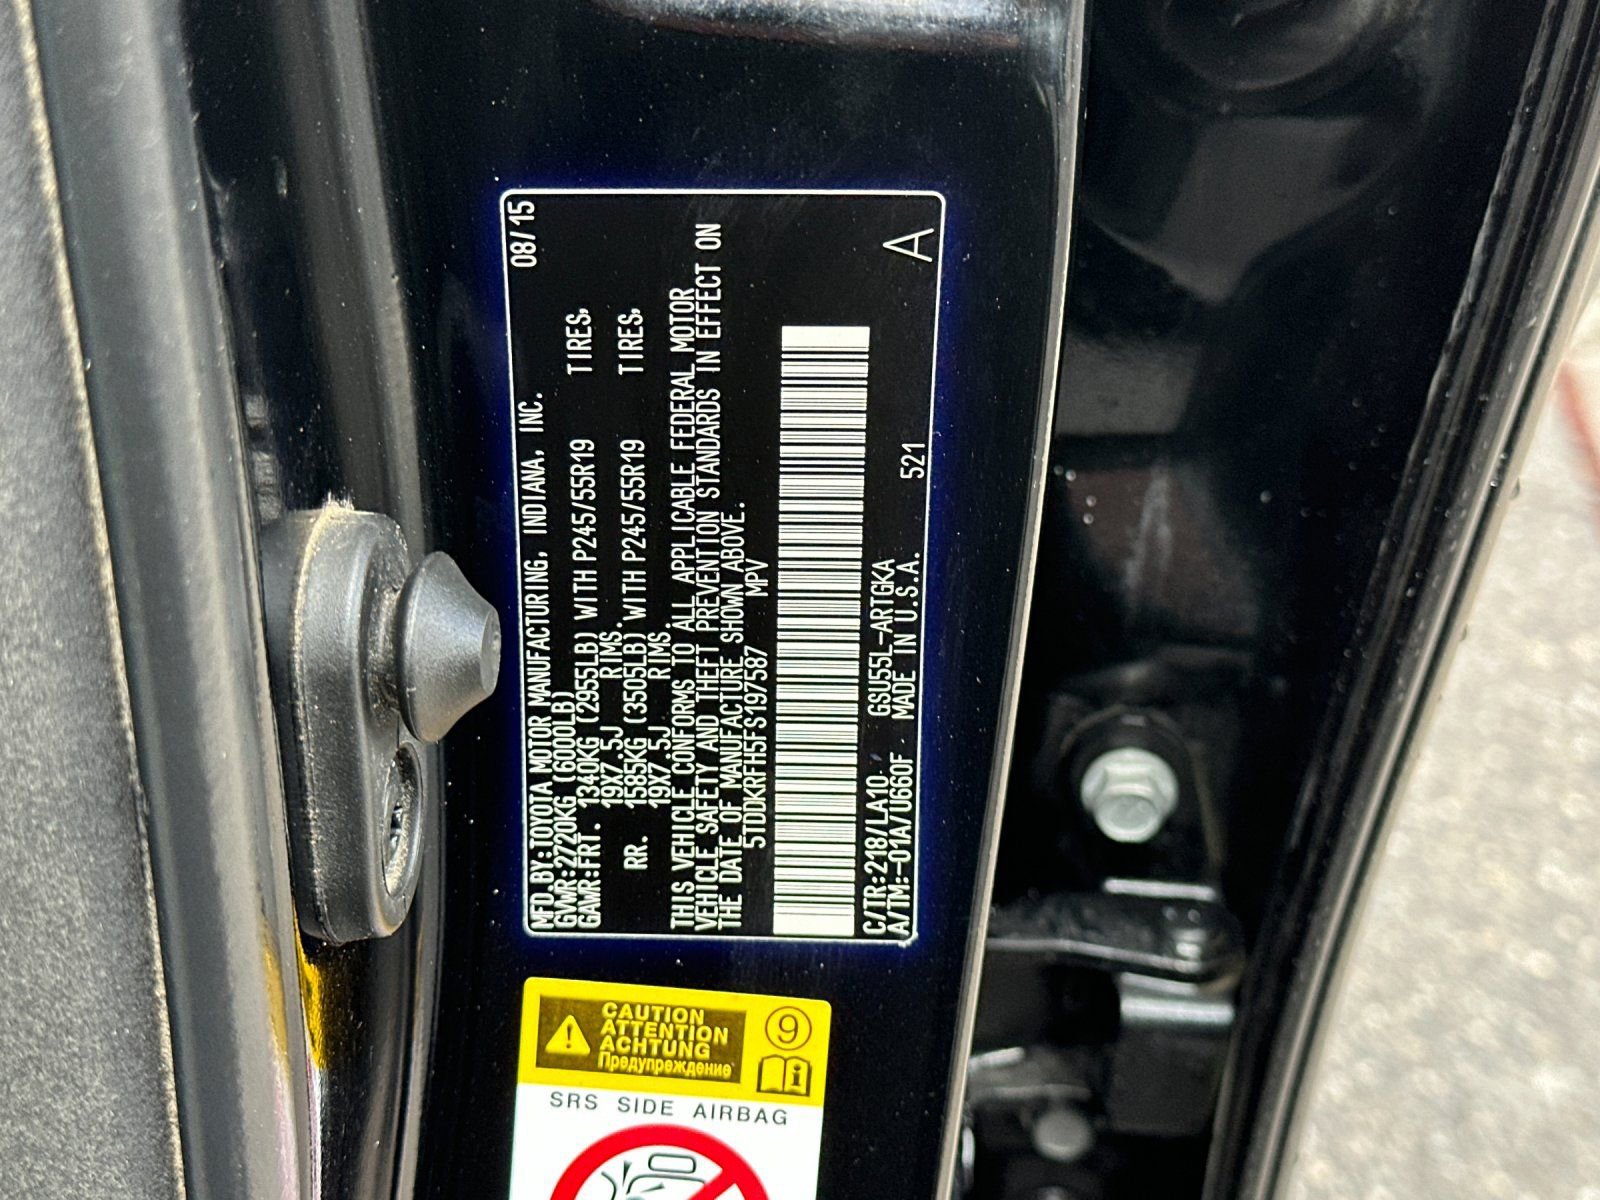 MFD.BY:TOYOTA MOTOR MANUFACTURING, INDIANA, INC. 08/15
GVWR:2720KG (6000LB)
GAWR:FRT. 1340KG (2955LB) WITH P245/55R19 TIRES,
19X7.5J RIMS,
RR. 1585KG (3505LB) WITH P245/55R19 TIRES,
19X7.5J RIMS.
THIS VEHICLE CONFORMS TO ALL APPLICABLE FEDERAL MOTOR
VEHICLE SAFETY AND THEFT PREVENTION STANDARDS IN EFFECT ON
THE DATE OF MANUFACTURE SHOWN ABOVE.
5TDDKRFH5FS197587 MPV
C/TR:218/LA10 GSU55L-ARTGKA
A/TM:-01A/U660F MADE IN U.S.A. 521 A
CAUTION
ATTENTION
ACHTUNG
Предупреждение
9
i
SRS SIDE AIRBAG